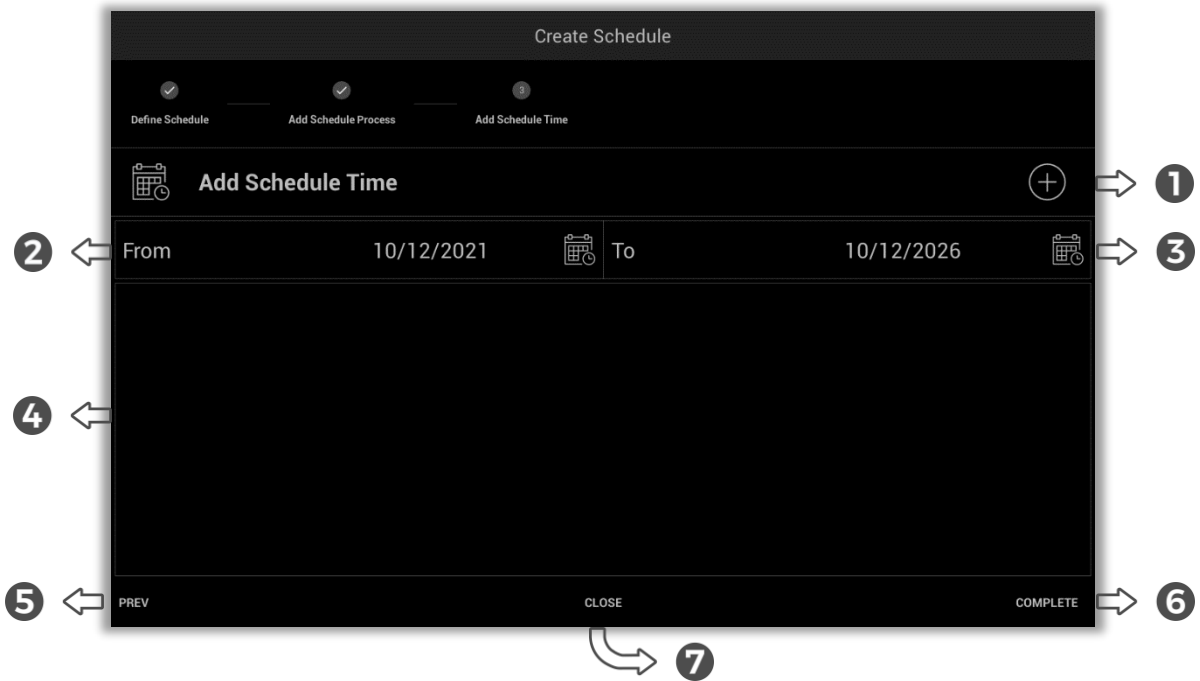 Create Schedule
3
Define Schedule Add Schedule Process Add Schedule Time
Add Schedule Time
1
2 From 10/12/2021 To 10/12/2026 3
4
5 PREV CLOSE COMPLETE 6
7